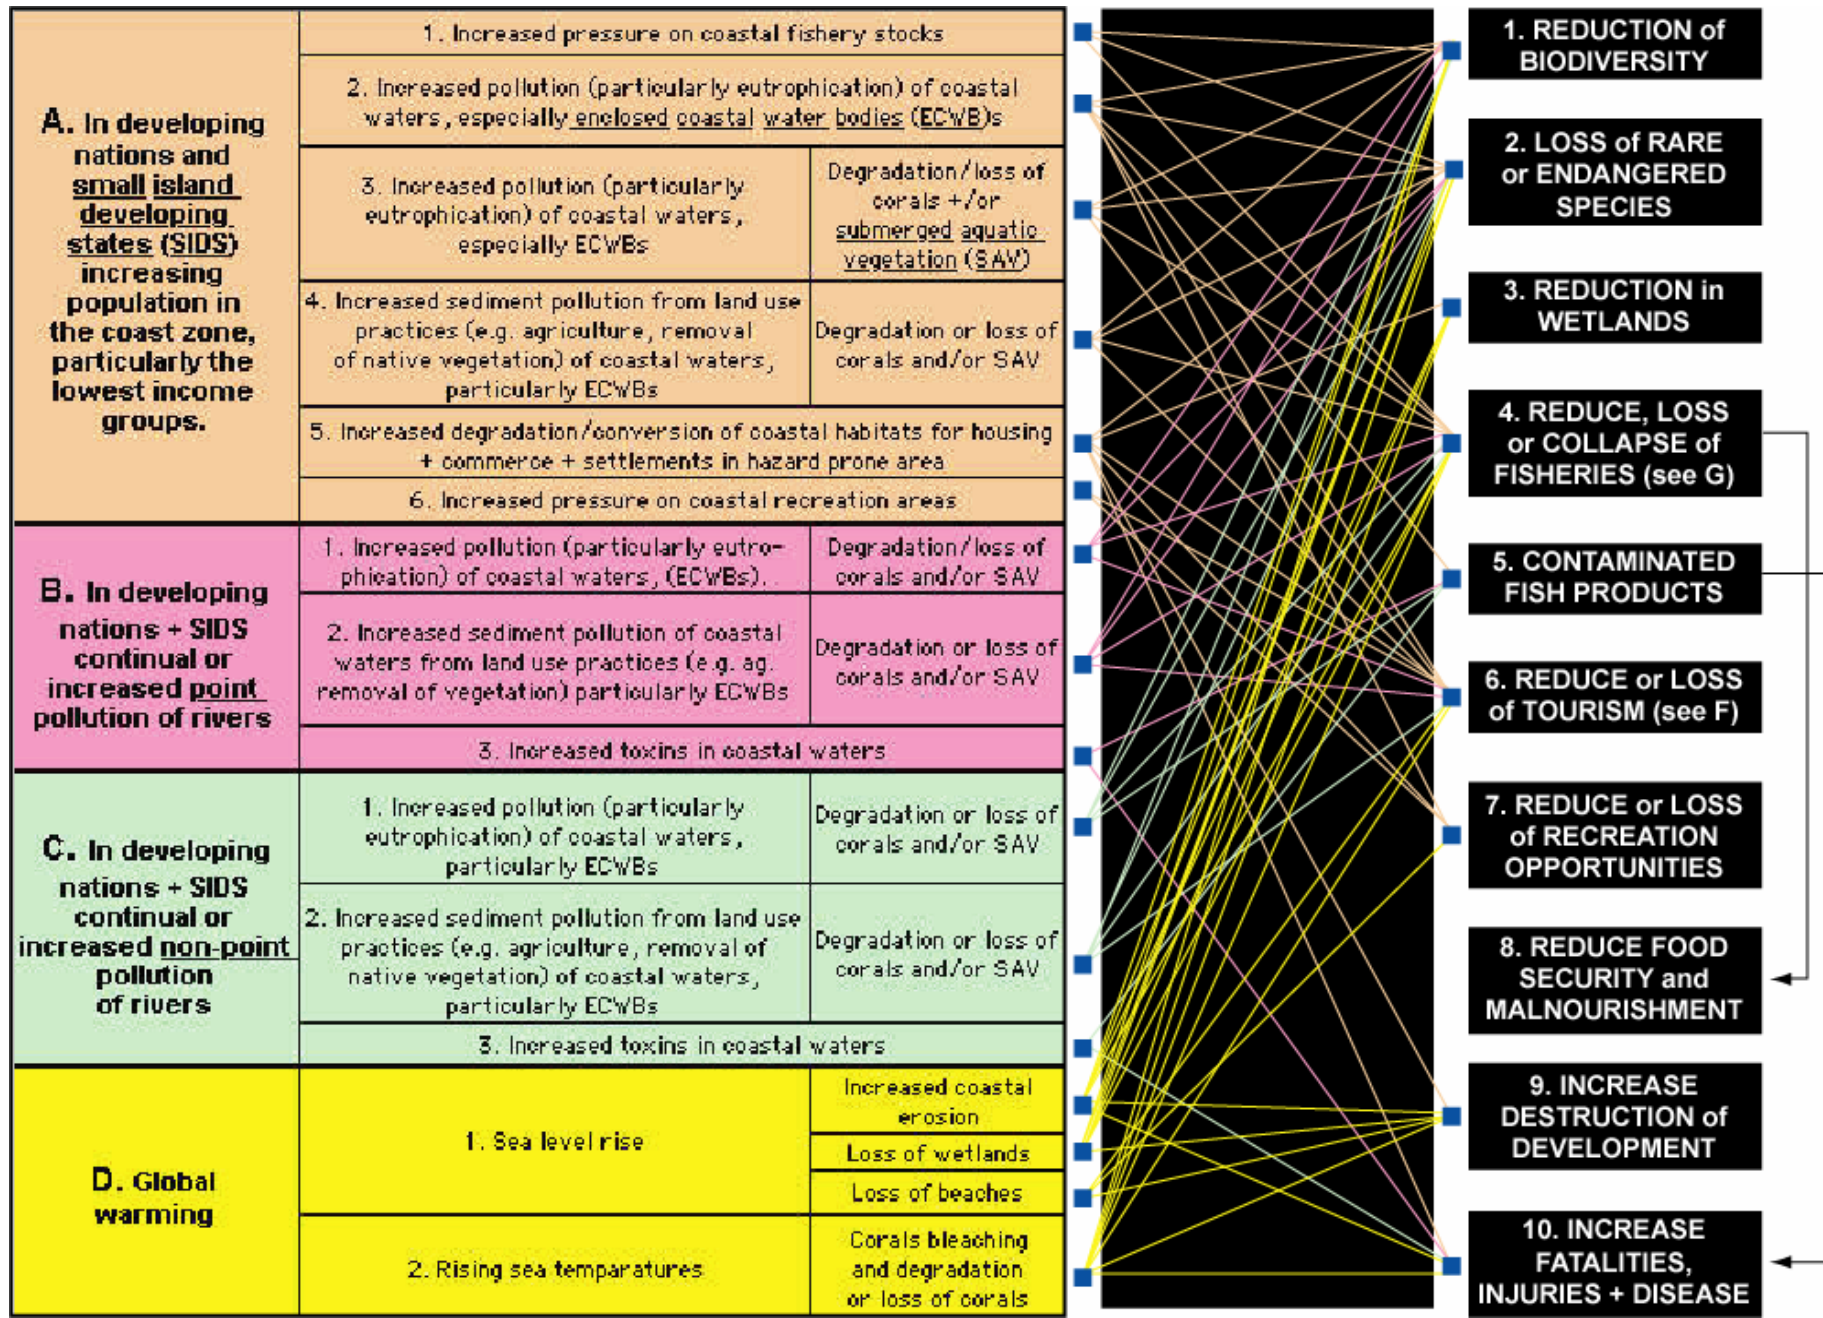 A. In developing
nations and
small island
developing
states (SIDS)
increasing
population in
the coast zone,
particularly the
lowest income
groups.
1. Increased pressure on coastal fishery stocks
2. Increased pollution (particularly eutrophication) of coastal
waters, especially enclosed coastal water bodies (ECWB)s
3. Increased pollution (particularly
eutrophication) of coastal waters,
especially ECWBs
Degradation/loss of
corals +/or
submerged aquatic
vegetation (SAV)
4. Increased sediment pollution from land use
practices (e.g. agriculture, removal
of native vegetation) of coastal waters,
particularly ECWBs
Degradation or loss of
corals and/or SAV
5. Increased degradation/conversion of coastal habitats for housing
+ commerce + settlements in hazard prone area
6. Increased pressure on coastal recreation areas
B. In developing
nations + SIDS
continual or
increased point
pollution of rivers
1. Increased pollution (particularly eutro-
phication) of coastal waters, (ECWBs).
Degradation/loss of
corals and/or SAV
2. Increased sediment pollution of coastal
waters from land use practices (e.g. ag.
removal of vegetation) particularly ECWBs
Degradation or loss of
corals and/or SAV
3. Increased toxins in coastal waters
C. In developing
nations + SIDS
continual or
increased non-point
pollution
of rivers
1. Increased pollution (particularly
eutrophication) of coastal waters,
particularly ECWBs
Degradation or loss of
corals and/or SAV
2. Increased sediment pollution from land use
practices (e.g. agriculture, removal of
native vegetation) of coastal waters,
particularly ECWBs
Degradation or loss of
corals and/or SAV
3. Increased toxins in coastal waters
D. Global
warming
1. Sea level rise
Increased coastal
erosion
Loss of wetlands
Loss of beaches
2. Rising sea temparatures
Corals bleaching
and degradation
or loss of corals
1. REDUCTION of
BIODIVERSITY
2. LOSS of RARE
or ENDANGERED
SPECIES
3. REDUCTION in
WETLANDS
4. REDUCE, LOSS
or COLLAPSE of
FISHERIES (see G)
5. CONTAMINATED
FISH PRODUCTS
6. REDUCE or LOSS
of TOURISM (see F)
7. REDUCE or LOSS
of RECREATION
OPPORTUNITIES
8. REDUCE FOOD
SECURITY and
MALNOURISHMENT
9. INCREASE
DESTRUCTION of
DEVELOPMENT
10. INCREASE
FATALITIES,
INJURIES + DISEASE